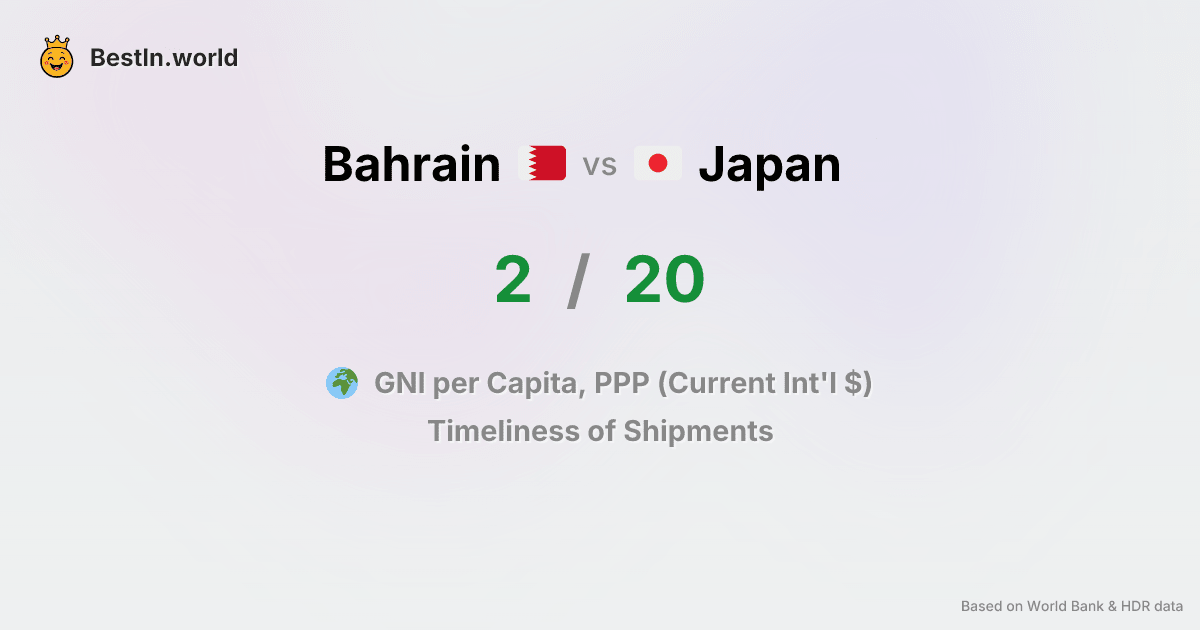 BestIn.world
Bahrain vs Japan
2 / 20
GNI per Capita, PPP (Current Int'l $)
Timeliness of Shipments
Based on World Bank & HDR data